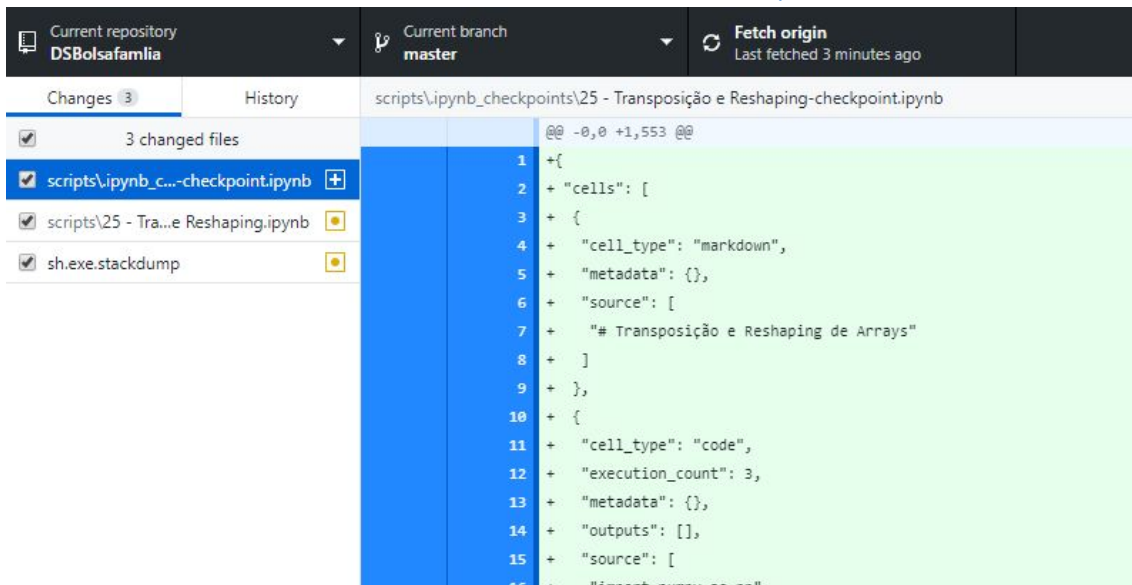 Current repository
DSBolsafamlia
Current branch
master
Fetch origin
Last fetched 3 minutes ago
Changes 3
History
scripts\.ipynb_checkpoints\25 - Transposição e Reshaping-checkpoint.ipynb
3 changed files
scripts\.ipynb_c...-checkpoint.ipynb
scripts\25 - Tra...e Reshaping.ipynb
sh.exe.stackdump
@@ -0,0 +1,553 @@
1 +{
2 + "cells": [
3 +  {
4 +   "cell_type": "markdown",
5 +   "metadata": {},
6 +   "source": [
7 +    "# Transposição e Reshaping de Arrays"
8 +   ]
9 +  },
10 +  {
11 +   "cell_type": "code",
12 +   "execution_count": 3,
13 +   "metadata": {},
14 +   "outputs": [],
15 +   "source": [